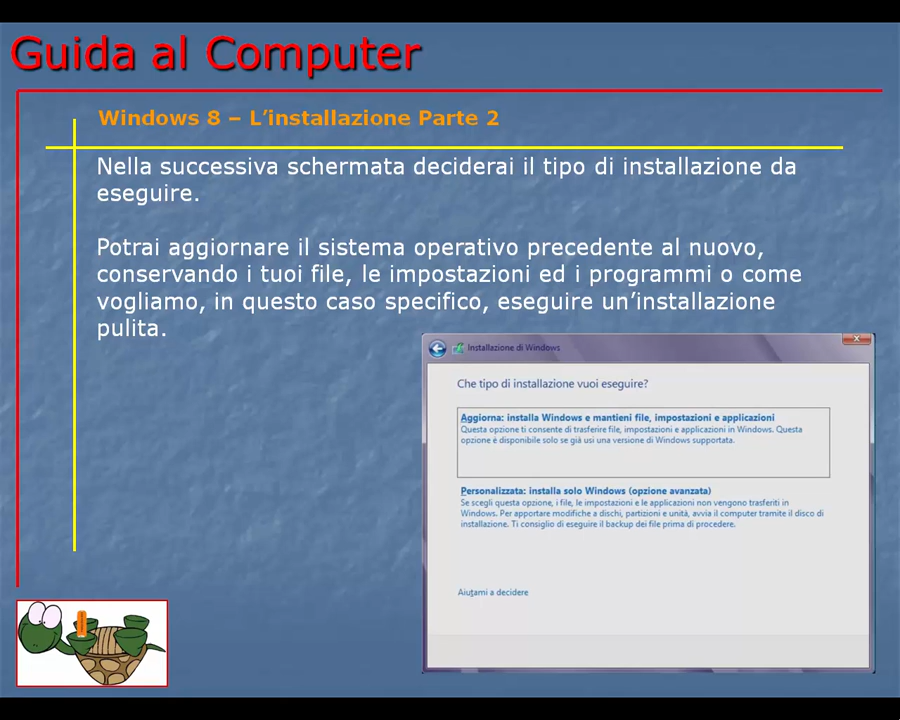 Guida al Computer
Windows 8 – L’installazione Parte 2
Nella successiva schermata deciderai il tipo di installazione da
eseguire.
Potrai aggiornare il sistema operativo precedente al nuovo,
conservando i tuoi file, le impostazioni ed i programmi o come
vogliamo, in questo caso specifico, eseguire un’installazione
pulita.
Installazione di Windows
Che tipo di installazione vuoi eseguire?
Aggiorna: installa Windows e mantieni file, impostazioni e applicazioni
Questa opzione ti consente di trasferire file, impostazioni e applicazioni in Windows. Questa
opzione è disponibile solo se già usi una versione di Windows supportata.
Personalizzata: installa solo Windows (opzione avanzata)
Se scegli questa opzione, i file, le impostazioni e le applicazioni non vengono trasferiti in
Windows. Per apportare modifiche a dischi, partizioni e unità, avvia il computer tramite il disco di
installazione. Ti consiglio di eseguire il backup dei file prima di procedere.
Aiutami a decidere